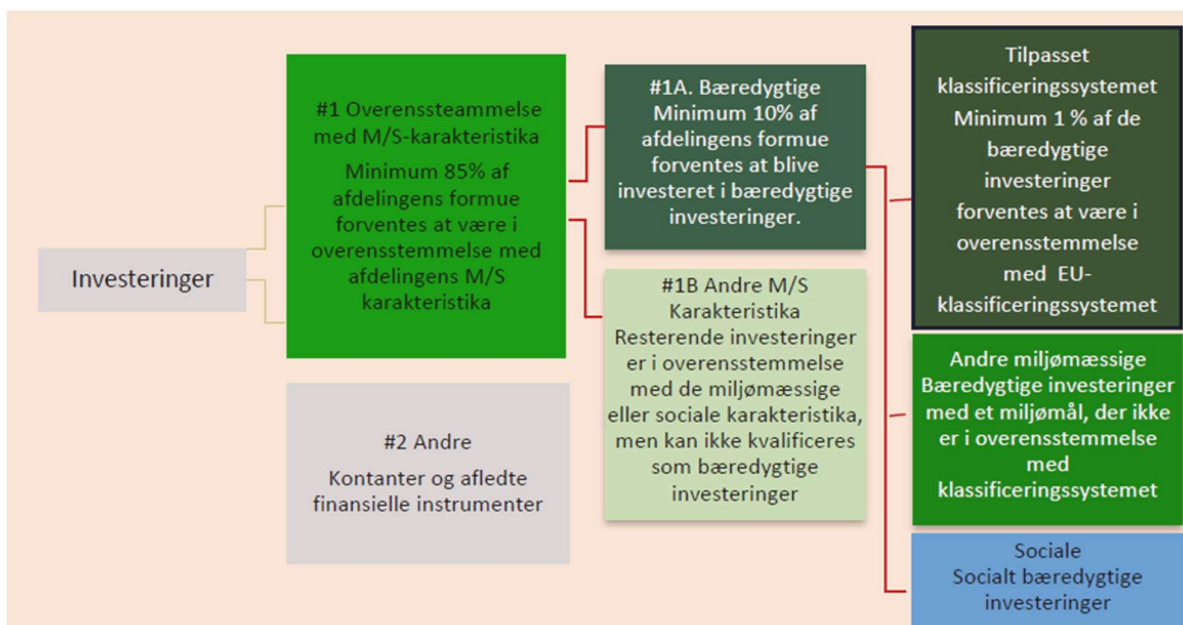 Investeringer
#1 Overenssteammelse
med M/S-karakteristika
Minimum 85% af
afdelingens formue
forventes at være i
overensstemmelse med
afdelingens M/S
karakteristika
#2 Andre
Kontanter og afledte
finansielle instrumenter
#1A. Bæredygtige
Minimum 10% af
afdelingens formue
forventes at blive
investeret i bæredygtige
investeringer.
#1B Andre M/S
Karakteristika
Resterende investeringer
er i overensstemmelse
med de miljømæssige
eller sociale karakteristika,
men kan ikke kvalificeres
som bæredygtige
investeringer
Tilpasset
klassificeringssystemet
Minimum 1 % af de
bæredygtige
investeringer
forventes at være i
overensstemmelse
med EU-
klassificeringssystemet
Andre miljømæssige
Bæredygtige investeringer
med et miljømål, der ikke
er i overensstemmelse
med
klassificeringssystemet
Sociale
Socialt bæredygtige
investeringer